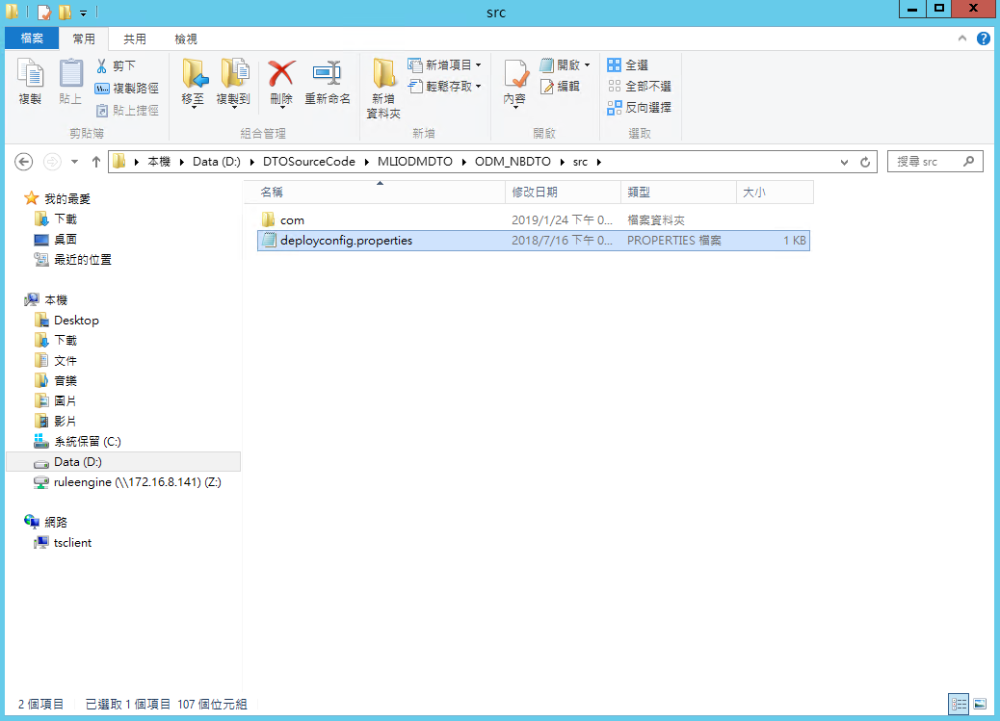 src
檔案 常用 共用 檢視
複製
貼上
剪下
複製路徑
貼上捷徑
剪貼簿
移至
複製到
刪除
重新命名
組合管理
新增
資料夾
新增項目
輕鬆存取
新增
內容
開啟
編輯
開啟
全選
全部不選
反向選擇
選取
本機 Data (D:) DTOSourceCode MLIODMDTO ODM_NBDTO src
搜尋 src
名稱 修改日期 類型 大小
com 2019/1/24 下午 0... 檔案資料夾
deployconfig.properties 2018/7/16 下午 0... PROPERTIES 檔案 1 KB
我的最愛
下載
桌面
最近的位置
本機
Desktop
下載
文件
音樂
圖片
影片
系統保留 (C:)
Data (D:)
ruleengine (\\172.16.8.141) (Z:)
網路
tsclient
2 個項目 已選取 1 個項目 107 個位元組